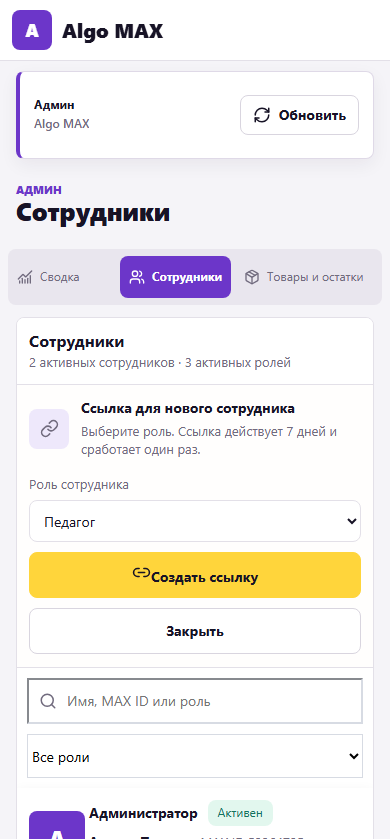 A Algo MAX
Админ
Algo MAX
Обновить
АДМИН
Сотрудники
Сводка Сотрудники Товары и остатки
Сотрудники
2 активных сотрудников · 3 активных ролей
Ссылка для нового сотрудника
Выберите роль. Ссылка действует 7 дней и
сработает один раз.
Роль сотрудника
Педагог
Создать ссылку
Закрыть
Имя, MAX ID или роль
Все роли
Администратор Активен